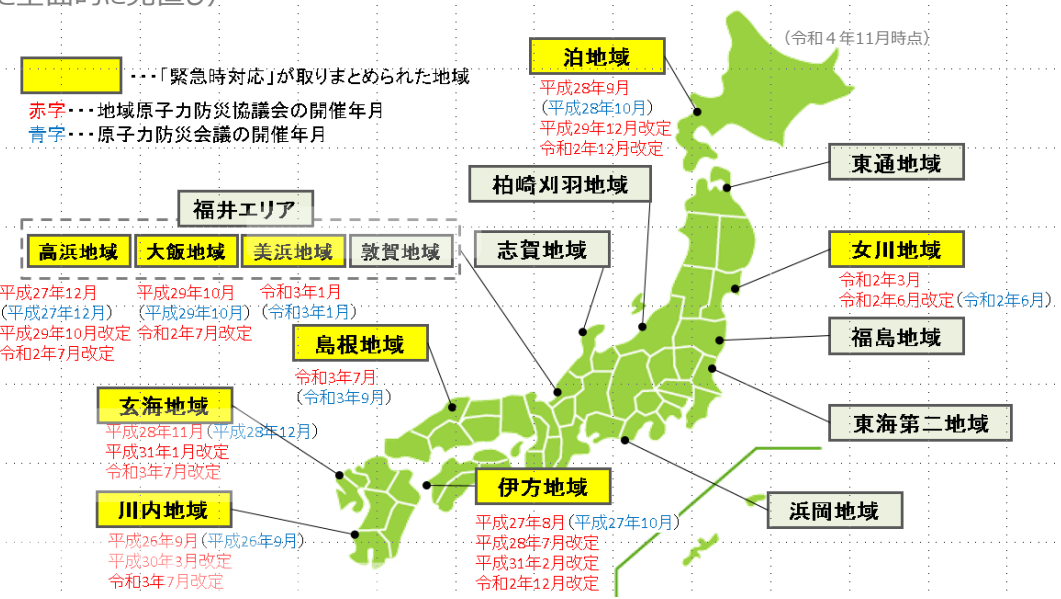 に全面的に見直し）
（令和４年11月時点）
・・・「緊急時対応」が取りまとめられた地域
赤字・・・地域原子力防災協議会の開催年月
青字・・・原子力防災会議の開催年月
泊地域
平成28年9月
(平成28年10月)
平成29年12月改定
令和2年12月改定
東通地域
柏崎刈羽地域
福井エリア
高浜地域
大飯地域
美浜地域
敦賀地域
志賀地域
女川地域
令和2年3月
令和2年6月改定(令和2年6月)
平成27年12月
(平成27年12月)
平成29年10月改定
令和2年7月改定
平成29年10月
(平成29年10月)
令和2年7月改定
令和3年1月
(令和3年1月)
福島地域
島根地域
令和3年7月
(令和3年9月)
玄海地域
平成28年11月(平成28年12月)
平成31年1月改定
令和3年7月改定
東海第二地域
川内地域
平成26年9月(平成26年9月)
平成30年3月改定
令和3年7月改定
伊方地域
平成27年8月(平成27年10月)
平成28年7月改定
平成31年2月改定
令和2年12月改定
浜岡地域